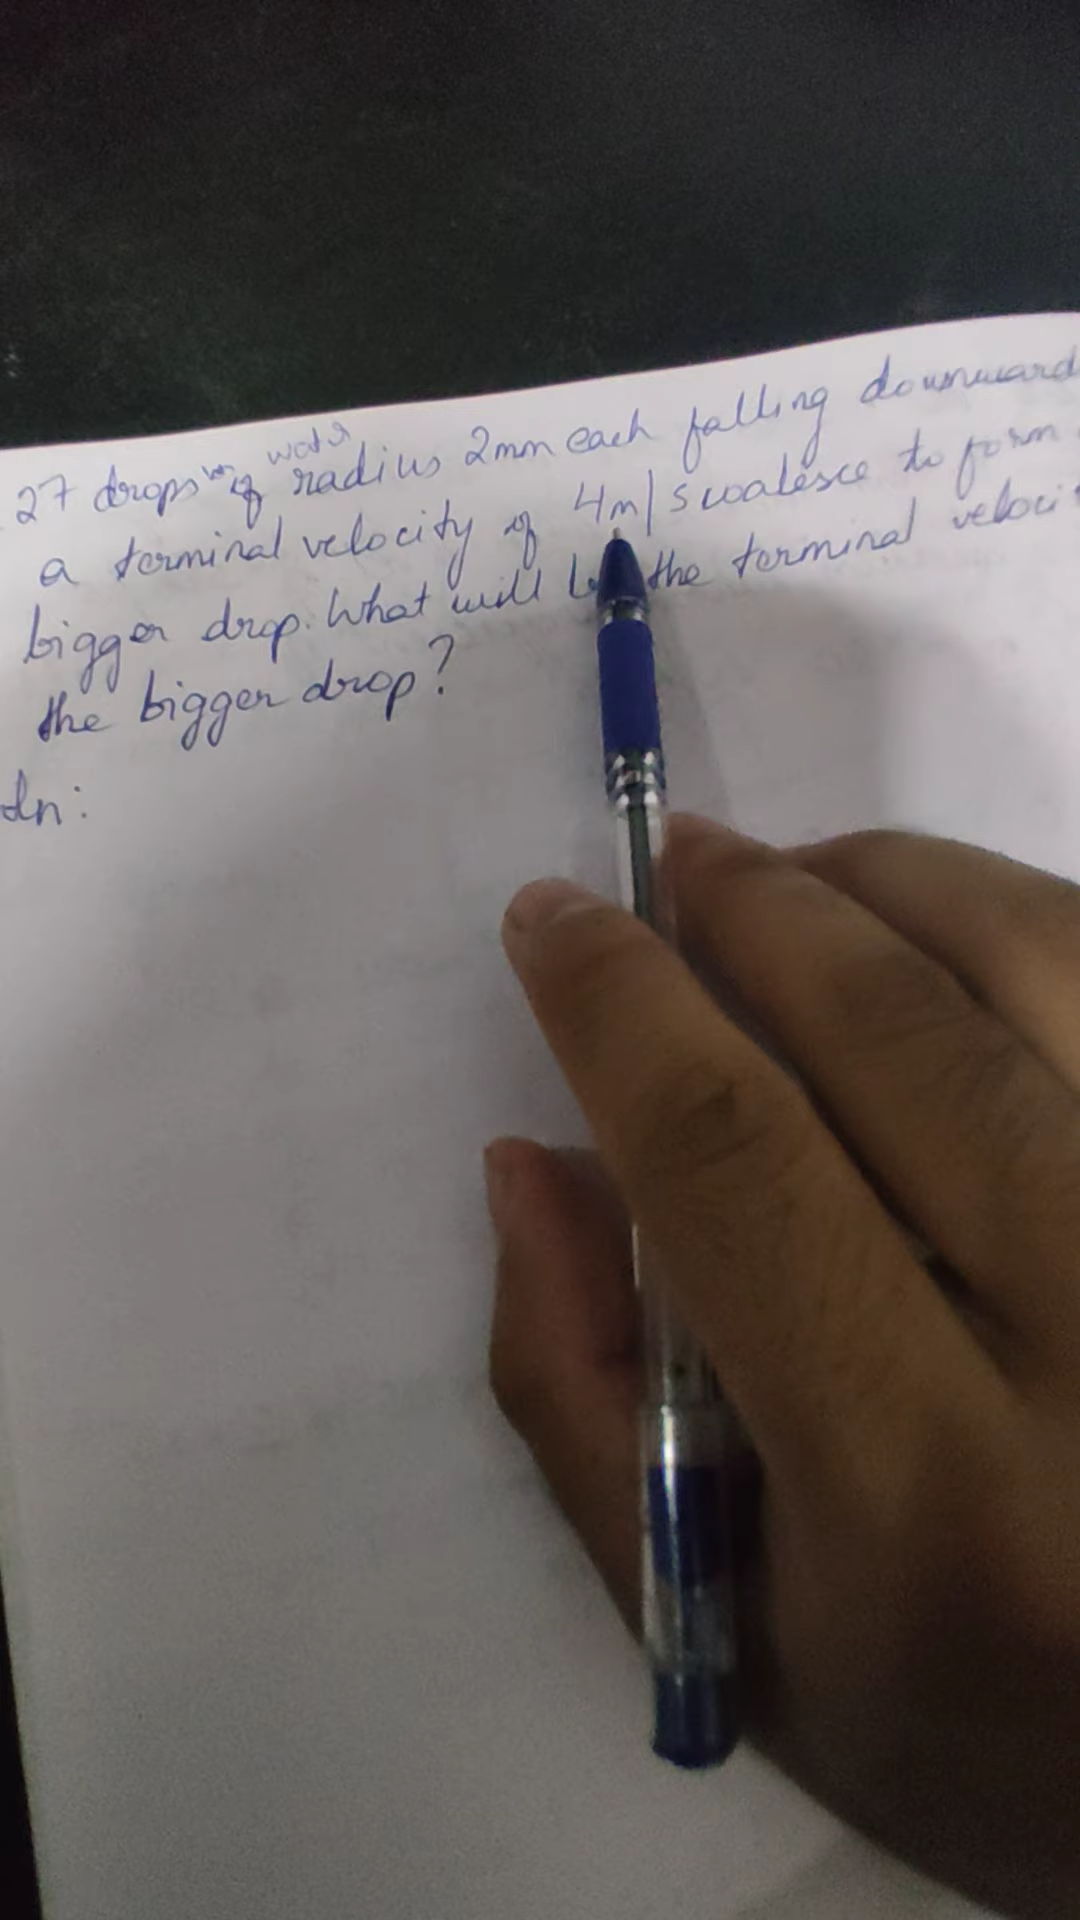 27 drops of water radius 2mm each falling downward
a terminal velocity of 4m/s coalesce to form
bigger drop. What will the terminal veloci
the bigger drop?
ln: